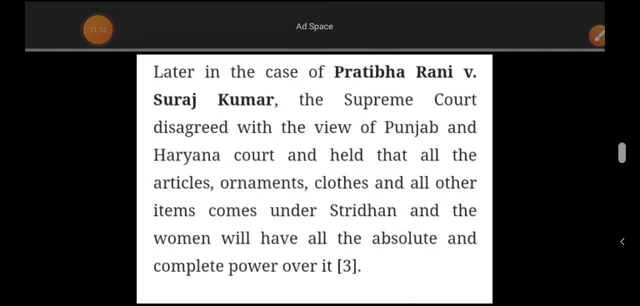 11:12
Ad Space
Later in the case of Pratibha Rani v.
Suraj Kumar, the Supreme Court
disagreed with the view of Punjab and
Haryana court and held that all the
articles, ornaments, clothes and all other
items comes under Stridhan and the
women will have all the absolute and
complete power over it [3].